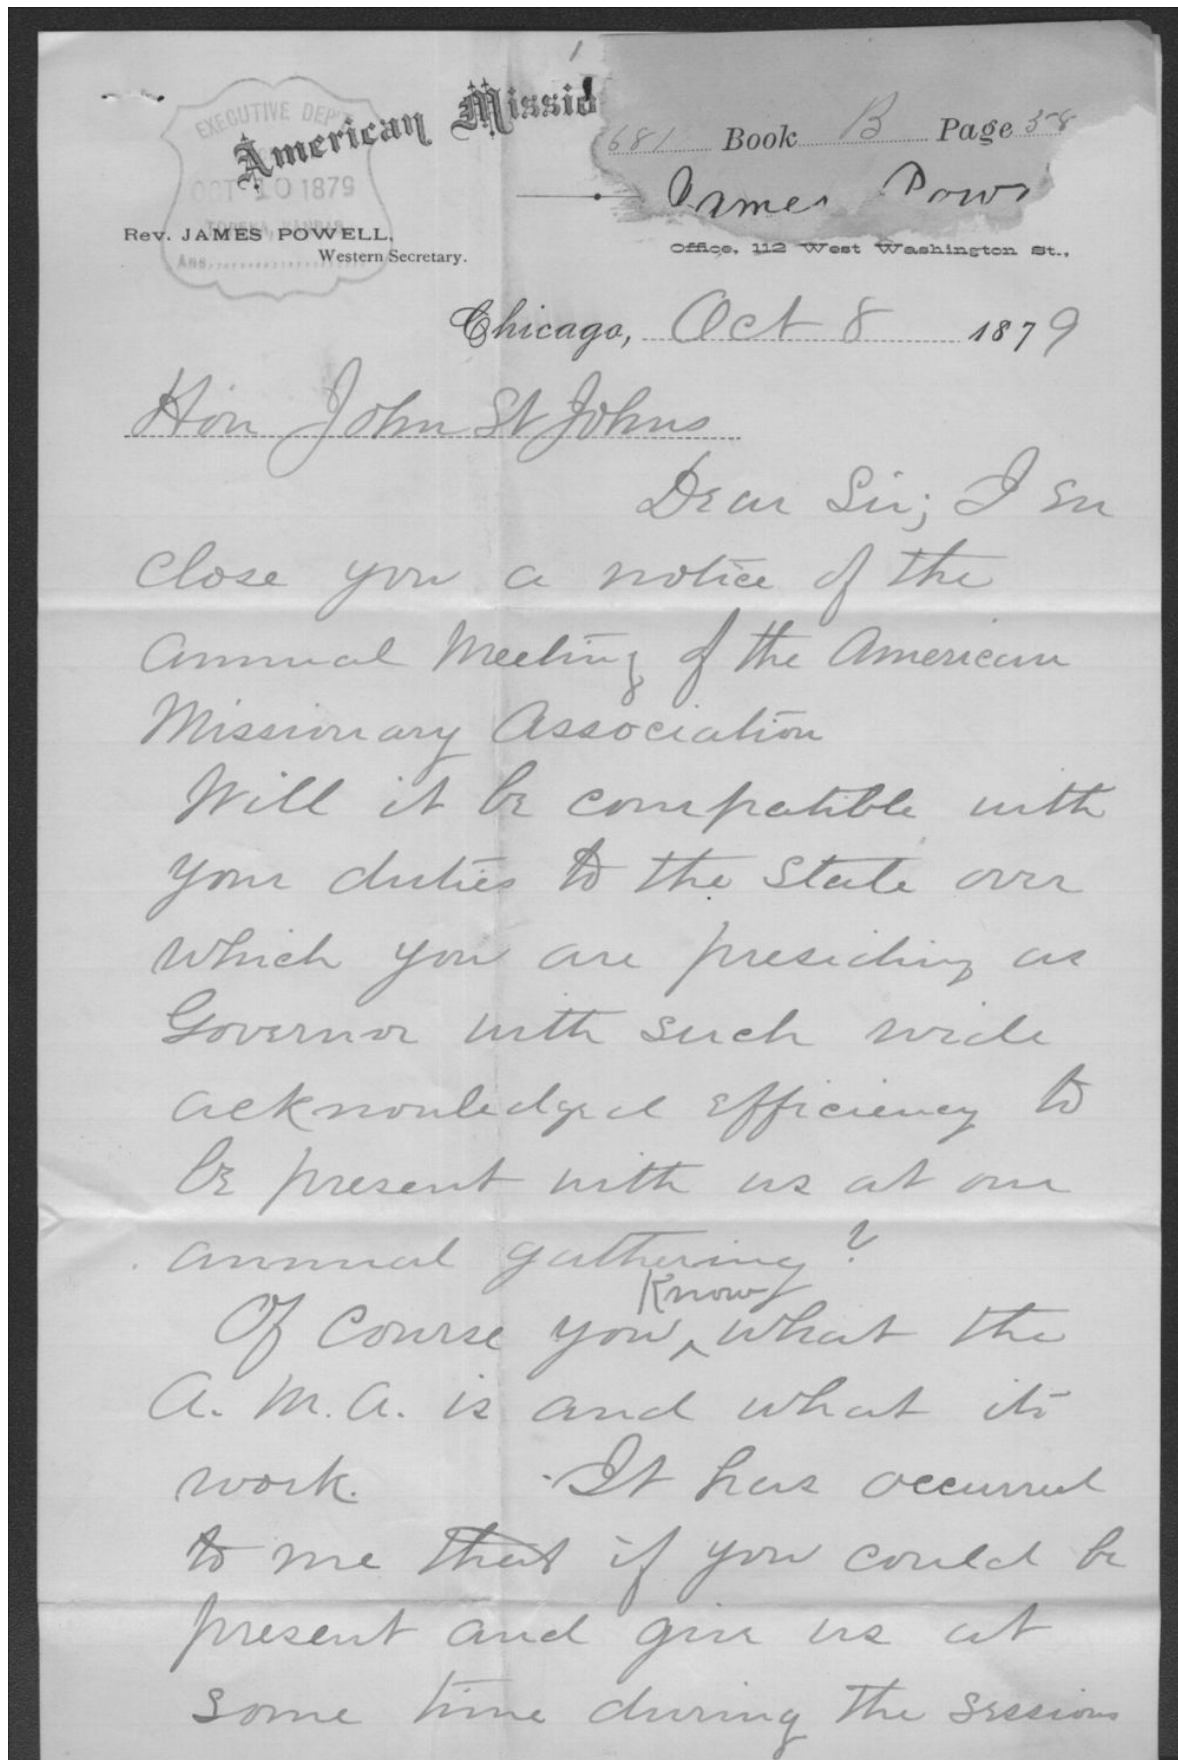 1
American Missio
681 Book B Page 58
James Pow
EXECUTIVE DEP'T
OCT 10 1879
TOPEKA, KANSAS
Ans.
Rev. JAMES POWELL,
Western Secretary.
Office, 112 West Washington St.,
Chicago, Oct 8 1879
Hon John St Johns
Dear Sir; I en
close you a notice of the
annual Meeting of the American
Missionary Association
Will it be compatible with
your duties to the State over
which you are presiding as
Governor with such wide
acknowledged efficiency to
be present with us at our
annual gathering?
Of course you know what the
A. M. A. is and what its
work. It has occurred
to me that if you could be
present and give us at
some time during the sessions